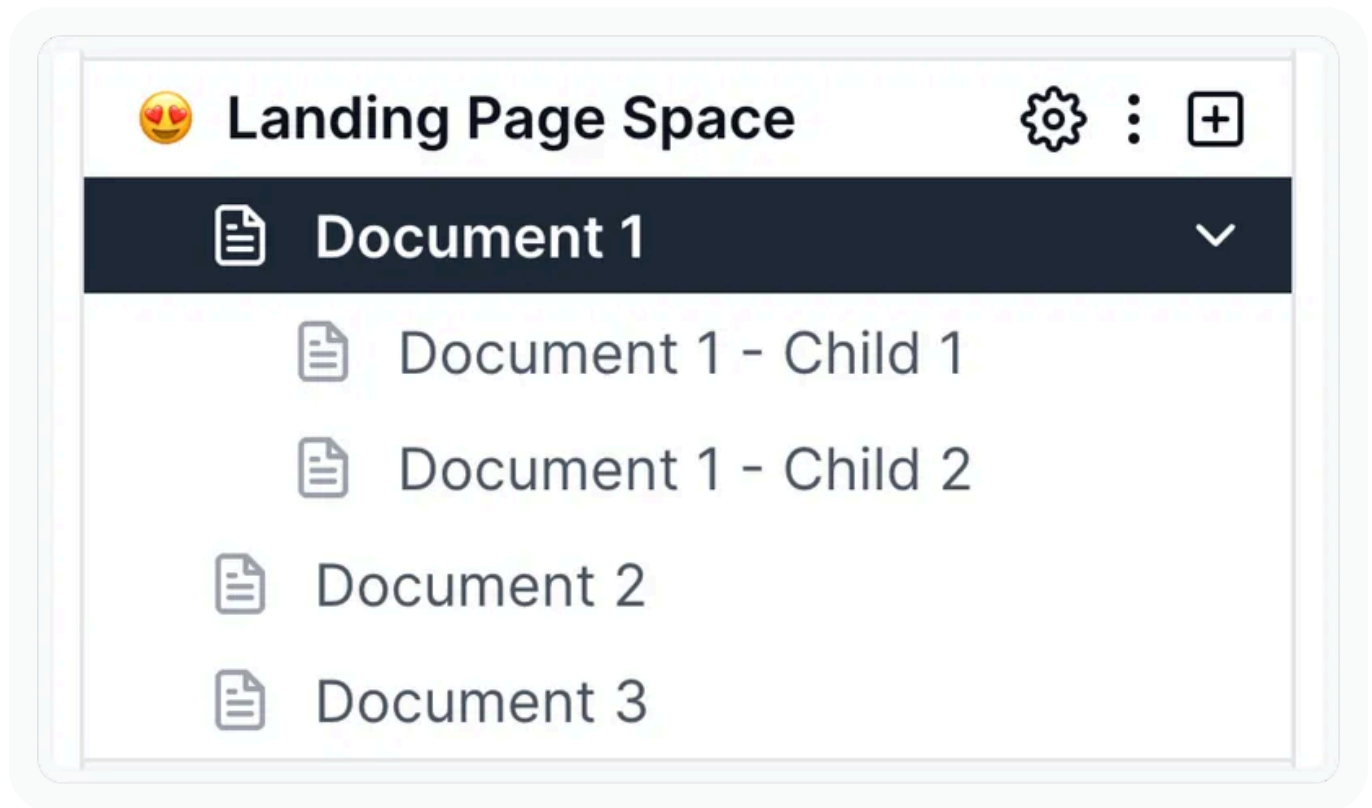 Landing Page Space
Document 1
Document 1 - Child 1
Document 1 - Child 2
Document 2
Document 3